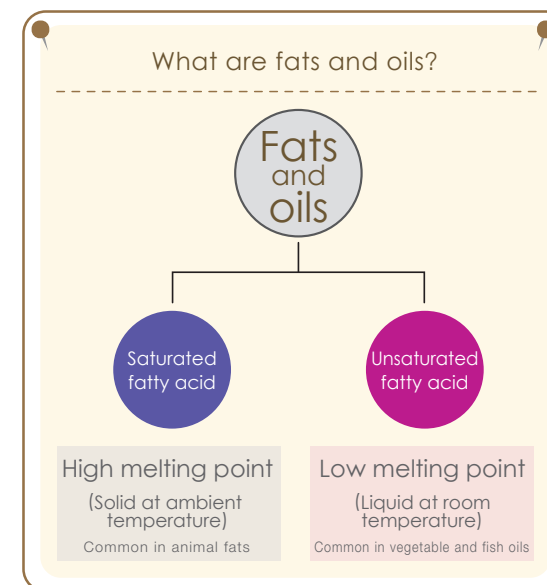 What are fats and oils?
Fats
and
oils
Saturated
fatty acid
Unsaturated
fatty acid
High melting point
(Solid at ambient
temperature)
Common in animal fats
Low melting point
(Liquid at room
temperature)
Common in vegetable and fish oils